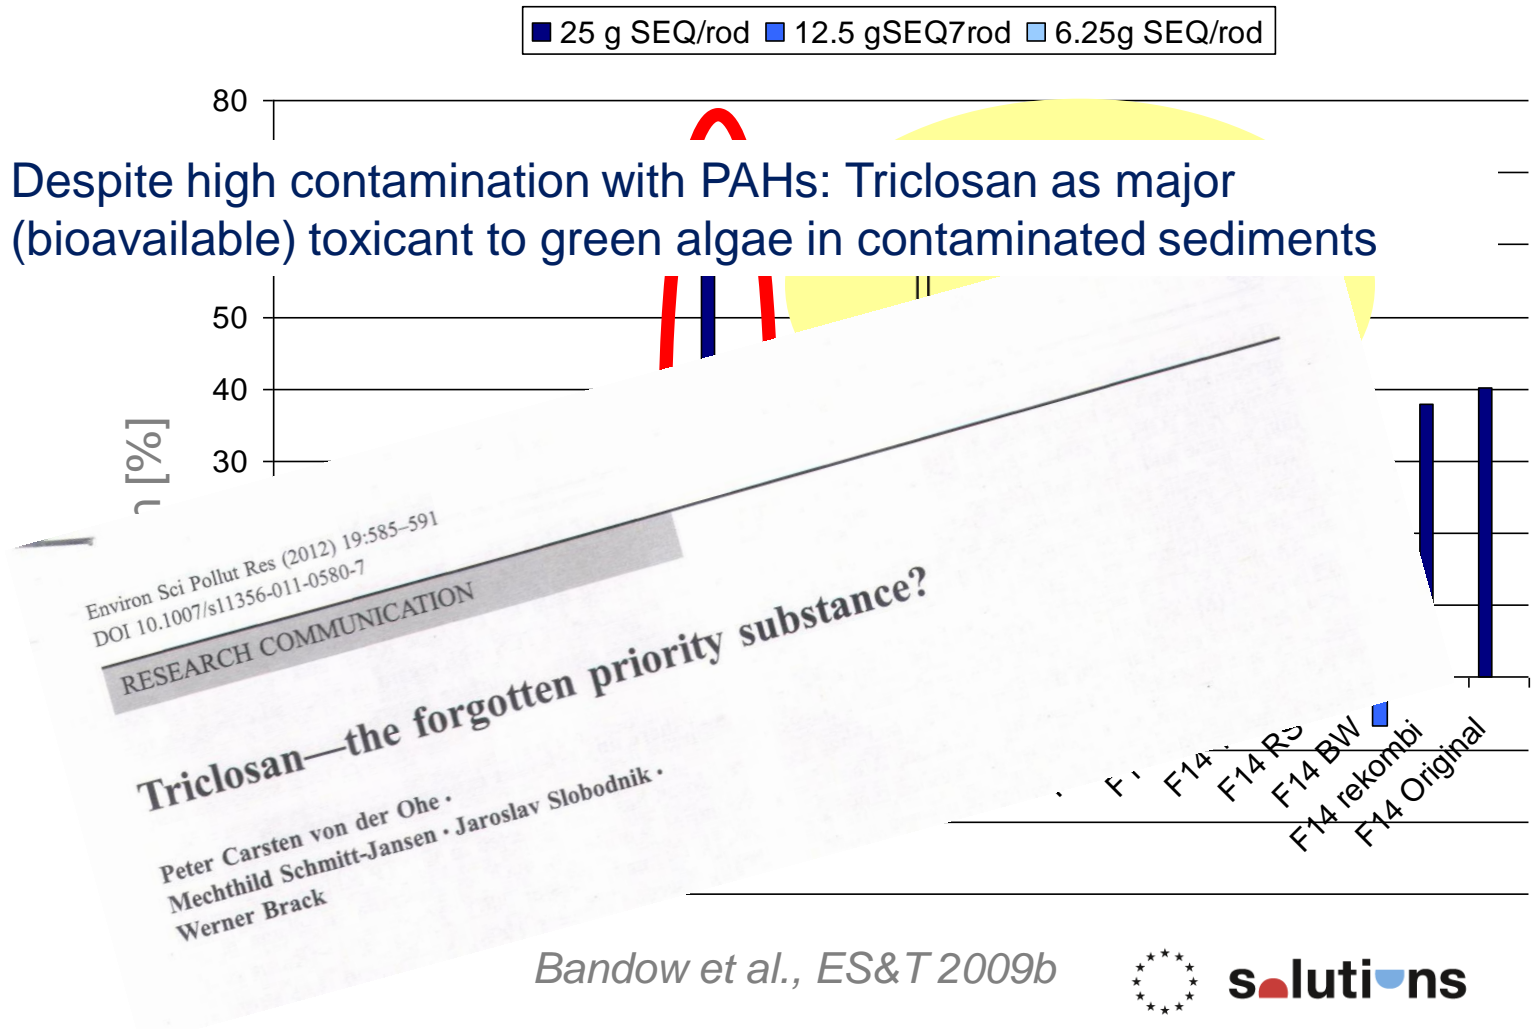 25 g SEQ/rod 12.5 gSEQ7rod 6.25g SEQ/rod
80
Despite high contamination with PAHs: Triclosan as major
(bioavailable) toxicant to green algae in contaminated sediments
50
40
30
[%]
Environ Sci Pollut Res (2012) 19:585–591
DOI 10.1007/s11356-011-0580-7
RESEARCH COMMUNICATION
Triclosan—the forgotten priority substance?
Peter Carsten von der Ohe ·
Mechthild Schmitt-Jansen · Jaroslav Slobodnik ·
Werner Brack
F14
F14 RS
F14 BW
F14 rekombi
F14 Original
Bandow et al., ES&T 2009b
solutions